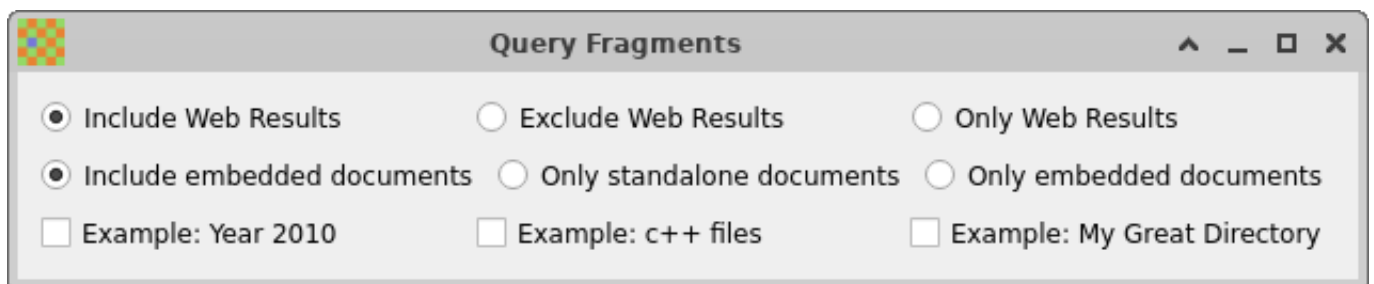 Query Fragments
Include Web Results Exclude Web Results Only Web Results
Include embedded documents Only standalone documents Only embedded documents
Example: Year 2010 Example: c++ files Example: My Great Directory